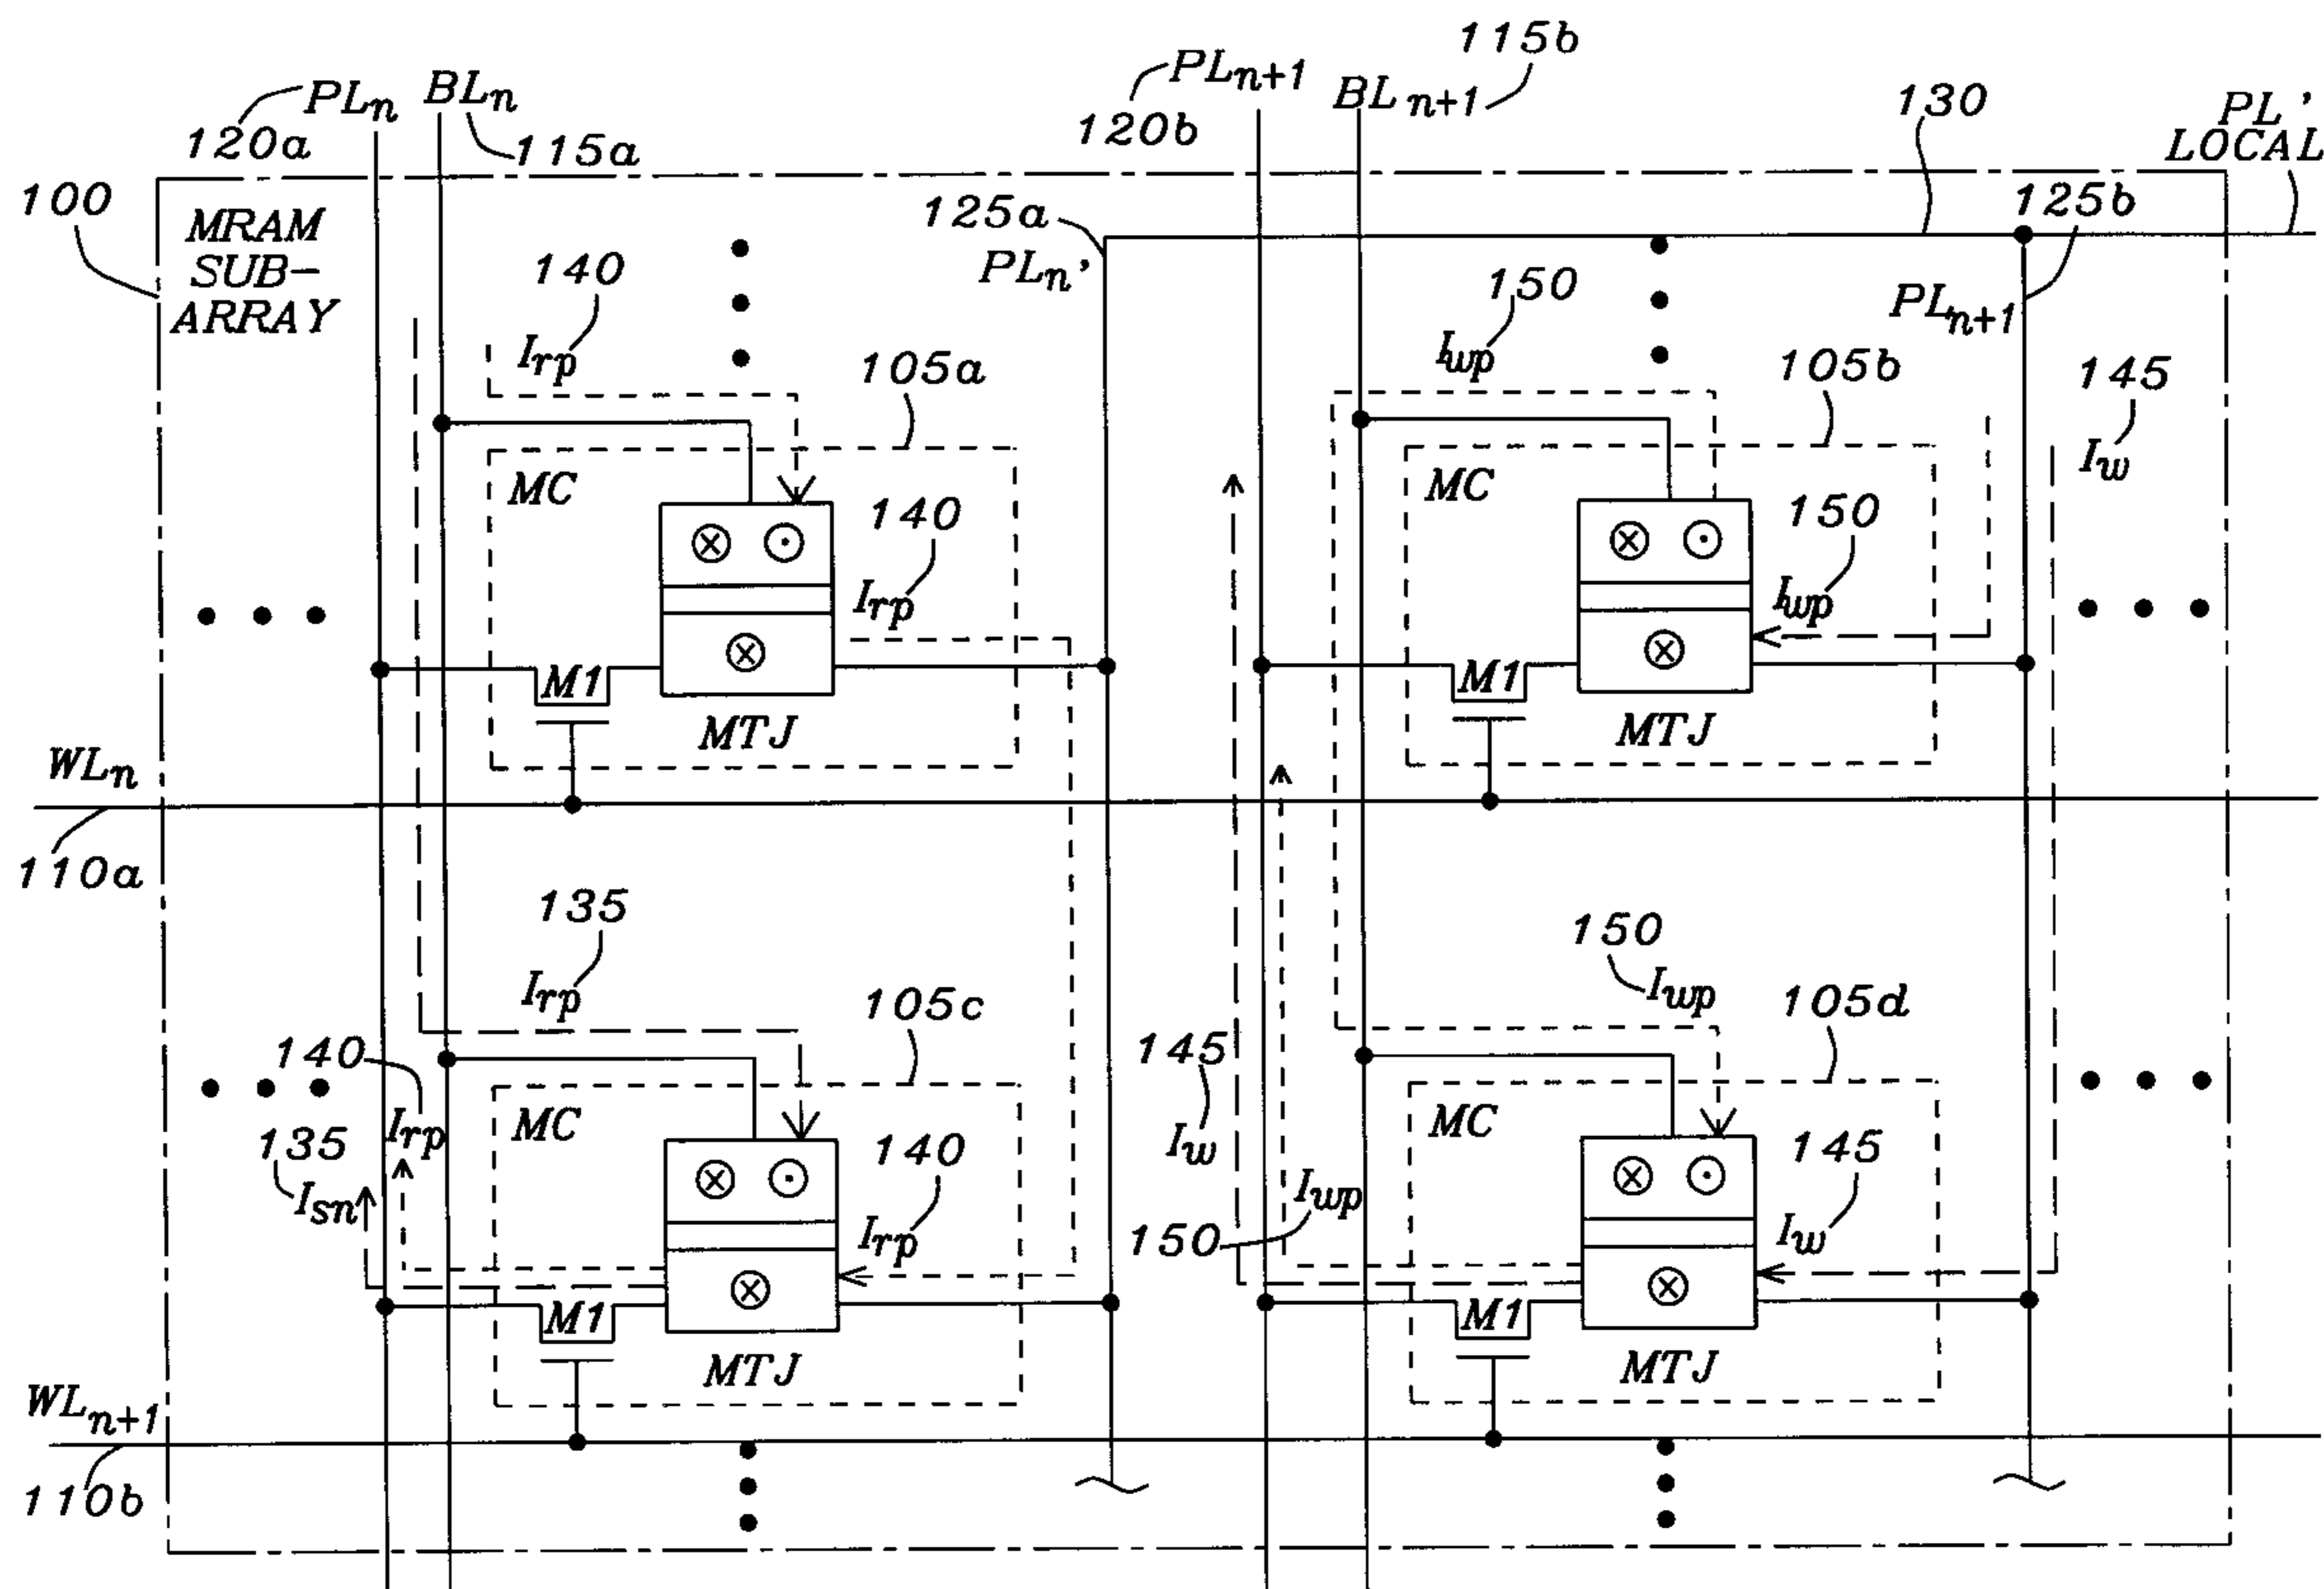 115b
PLn+1
BLn+1
PLn
BLn
120a
120b
130
PL'
LOCAL
115a
100
MRAM
SUB-
ARRAY
125a
125b
PLn'
140
150
PLn+1
Irp
Iwp
105a
105b
145
Iw
MC
MC
140
150
Irp
Iwp
M1
M1
MTJ
MTJ
WLn
110a
135
150
Irp
Iwp
105c
105d
140
145
Irp
MC
MC
135
Isn
Iw
140
145
Irp
Iwp
Iw
150
M1
M1
MTJ
MTJ
WLn+1
110b